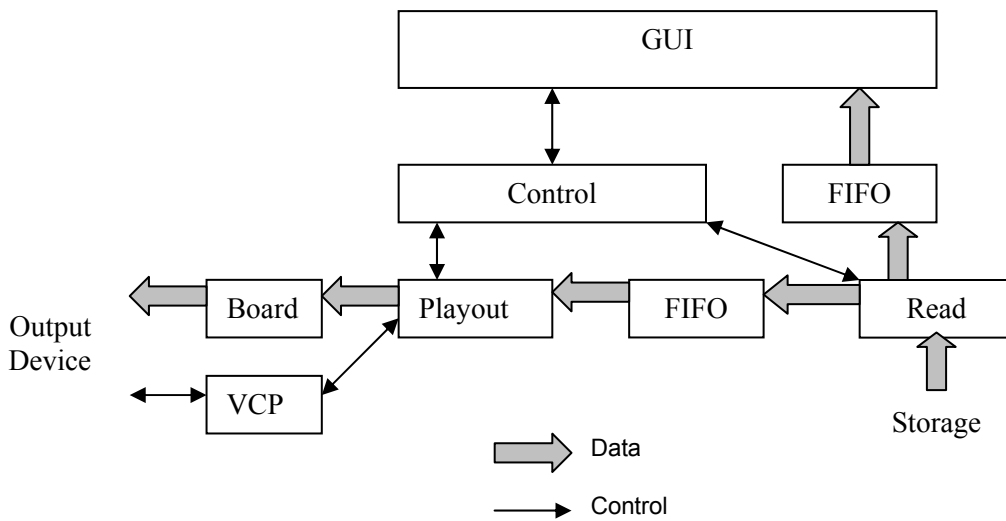 GUI
Control
FIFO
Board
Playout
FIFO
Read
Output
Device
VCP
Storage
Data
Control